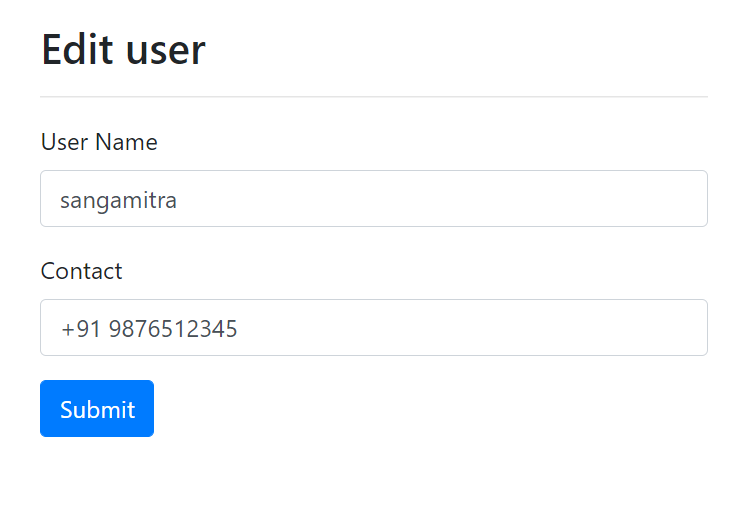 Edit user
User Name
sangamitra
Contact
+91 9876512345
Submit